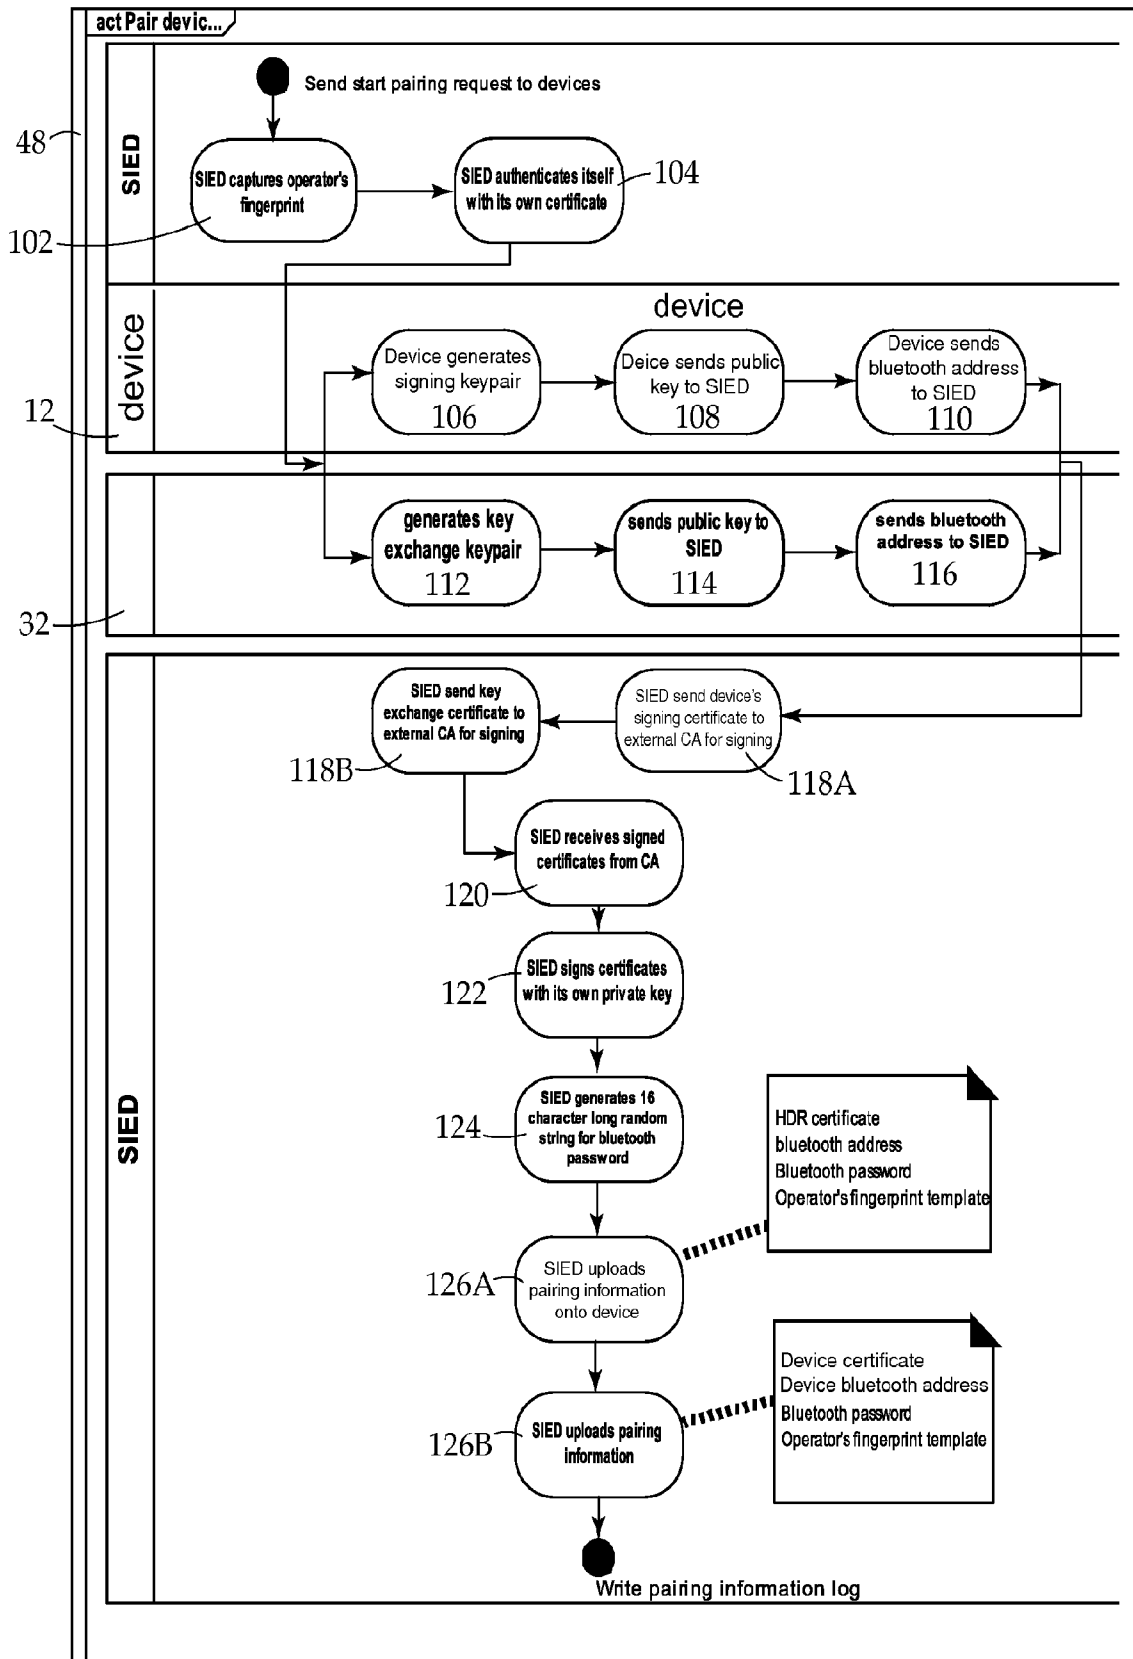 act Pair devic...
Send start pairing request to devices
48
SIED
SIED captures operator's
fingerprint
SIED authenticates itself
with its own certificate
104
102
device
device
12
Device generates
signing keypair
106
Deice sends public
key to SIED
108
Device sends
bluetooth address
to SIED
110
generates key
exchange keypair
112
sends public key to
SIED
114
sends bluetooth
address to SIED
116
32
SIED send key
exchange certificate to
external CA for signing
118B
SIED send device's
signing certificate to
external CA for signing
118A
SIED receives signed
certificates from CA
120
SIED signs certificates
with its own private key
122
SIED
SIED generates 16
character long random
string for bluetooth
password
124
HDR certificate
bluetooth address
Bluetooth password
Operator's fingerprint template
SIED uploads
pairing information
onto device
126A
Device certificate
Device bluetooth address
Bluetooth password
Operator's fingerprint template
SIED uploads pairing
information
126B
Write pairing information log